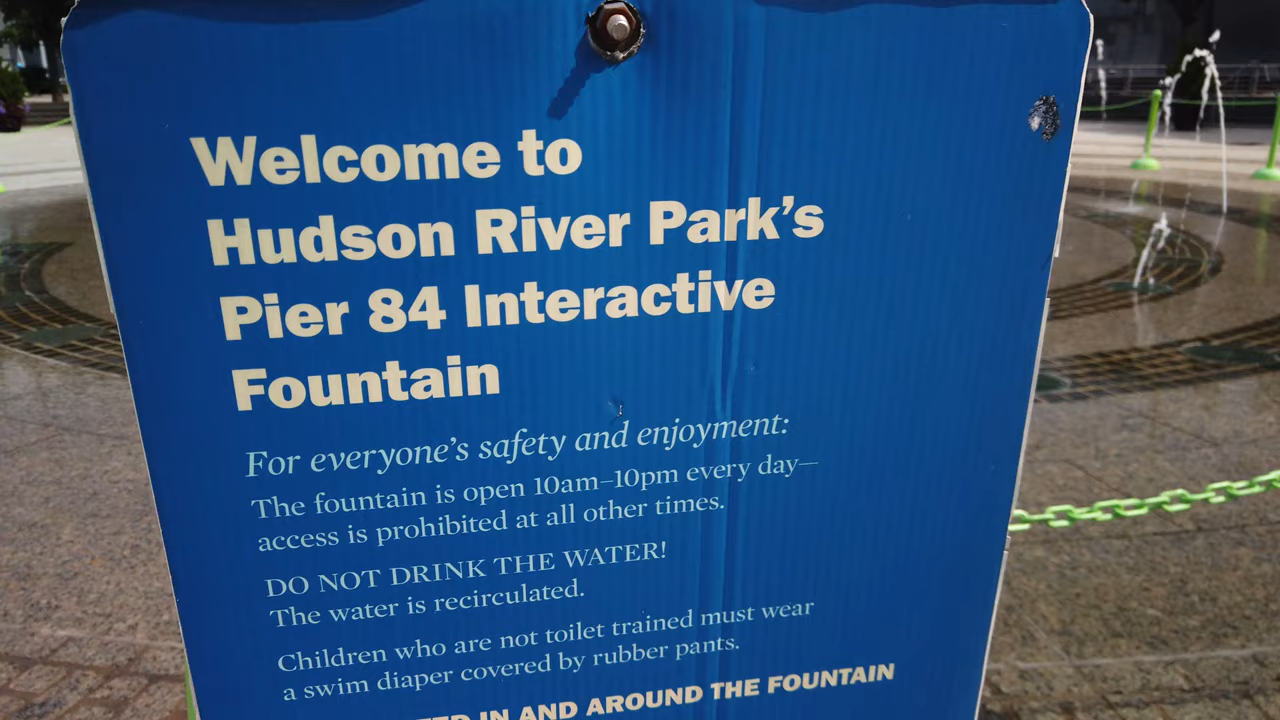 Welcome to
Hudson River Park’s
Pier 84 Interactive
Fountain
For everyone’s safety and enjoyment:
The fountain is open 10am–10pm every day—
access is prohibited at all other times.
DO NOT DRINK THE WATER!
The water is recirculated.
Children who are not toilet trained must wear
a swim diaper covered by rubber pants.
IN AND AROUND THE FOUNTAIN